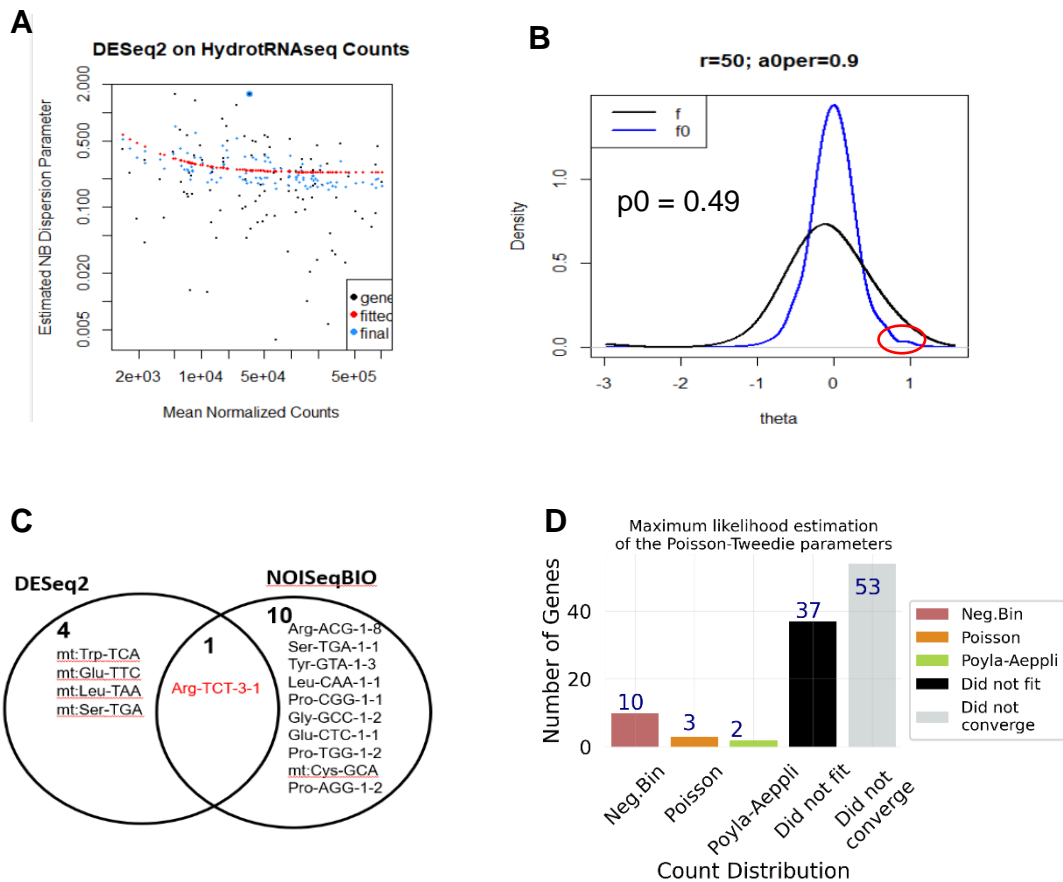 A
DESeq2 on HydrotRNAseq Counts
Estimated NB Dispersion Parameter
2.000
0.500
0.100
0.020
0.005
gene
fitted
final
2e+03 1e+04 5e+04 5e+05
Mean Normalized Counts
B
r=50; a0per=0.9
f
f0
p0 = 0.49
Density
1.0
0.5
0.0
-3 -2 -1 0 1
theta
C
DESeq2
NOISeqBIO
4
mt:Trp-TCA
mt:Glu-TTC
mt:Leu-TAA
mt:Ser-TGA
1
Arg-TCT-3-1
10
Arg-ACG-1-8
Ser-TGA-1-1
Tyr-GTA-1-3
Leu-CAA-1-1
Pro-CGG-1-1
Gly-GCC-1-2
Glu-CTC-1-1
Pro-TGG-1-2
mt:Cys-GCA
Pro-AGG-1-2
D
Maximum likelihood estimation
of the Poisson-Tweedie parameters
Number of Genes
40
20
0
10
3
2
37
53
Neg.Bin
Poisson
Poyla-Aeppli
Did not fit
Did not
converge
Neg.Bin
Poisson
Poyla-Aeppli
Did not fit
Did not
converge
Count Distribution